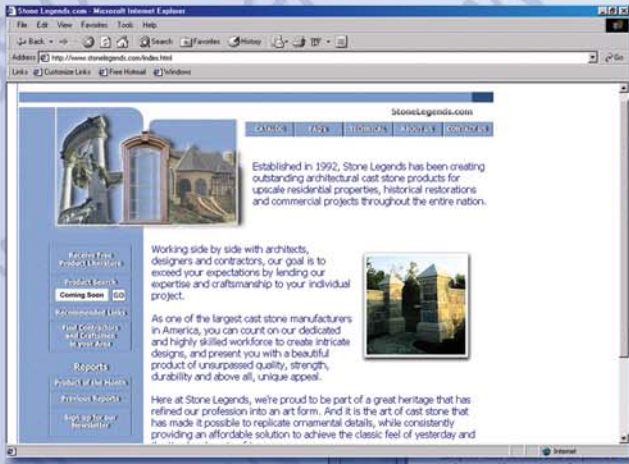 Stone Legends.com - Microsoft Internet Explorer
File Edit View Favorites Tools Help
Back Search Favorites History
Address http://www.stonelegends.com/index.html Go
Links Customize Links Free Hotmail Windows
StoneLegends.com
CATALOG FAQ's TECHNICAL ABOUT US CONTACT US
Established in 1992, Stone Legends has been creating
outstanding architectural cast stone products for
upscale residential properties, historical restorations
and commercial projects throughout the entire nation.
Receive Free
Product Literature
Product Search
Coming Soon GO
Recommended Links
Find Contractors
and Craftsmen
in your Area
Reports
Product of the Month
Previous Reports
Sign up for our
Newsletter
Working side by side with architects,
designers and contractors, our goal is to
exceed your expectations by lending our
expertise and craftsmanship to your individual
project.
As one of the largest cast stone manufacturers
in America, you can count on our dedicated
and highly skilled workforce to create intricate
designs, and present you with a beautiful
product of unsurpassed quality, strength,
durability and above all, unique appeal.
Here at Stone Legends, we're proud to be part of a great heritage that has
refined our profession into an art form. And it is the art of cast stone that
has made it possible to replicate ornamental details, while consistently
providing an affordable solution to achieve the classic feel of yesterday and
Internet